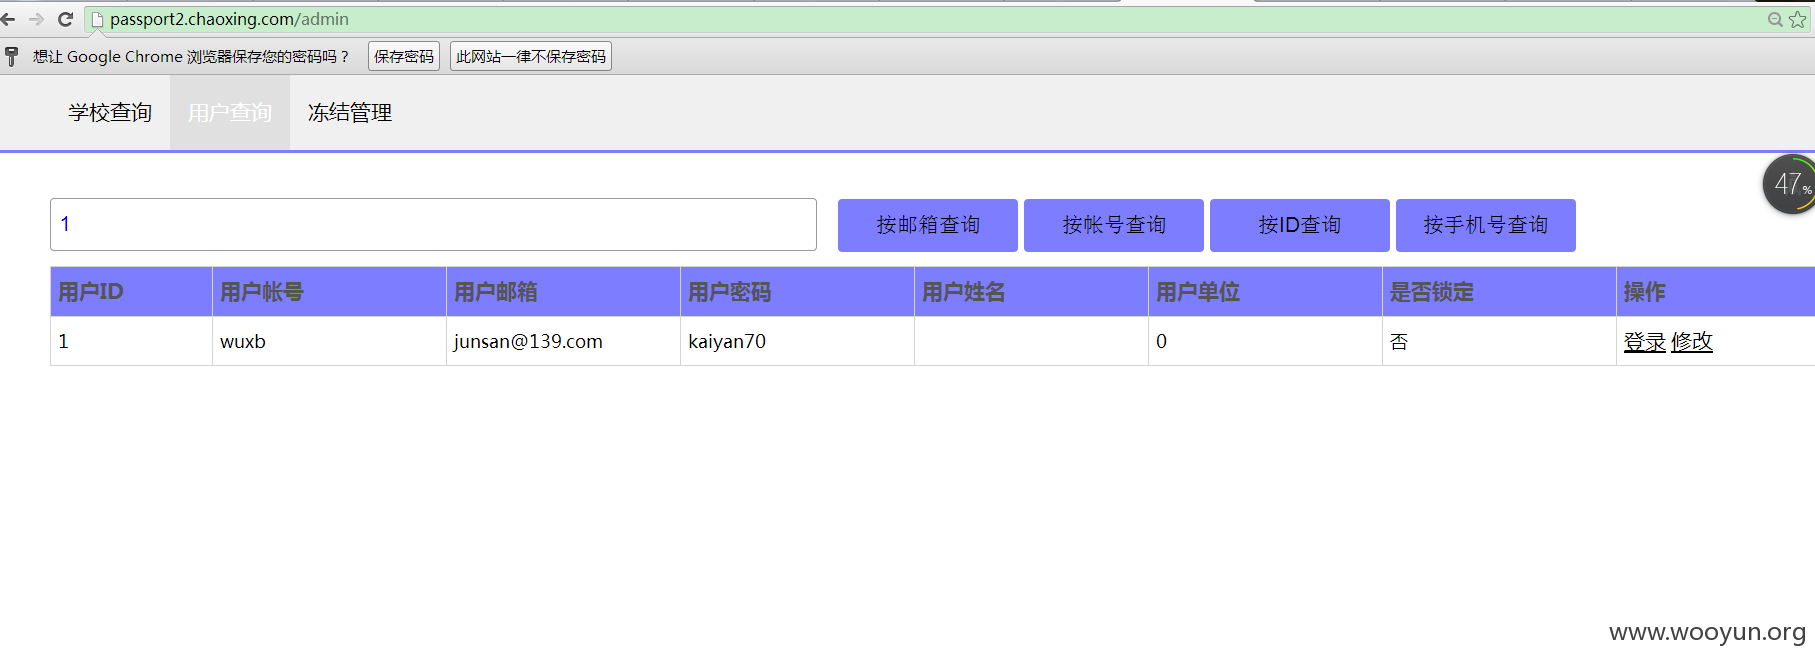 passport2.chaoxing.com/admin
想让 Google Chrome 浏览器保存您的密码吗？ 保存密码 此网站一律不保存密码
学校查询 用户查询 冻结管理
47%
1 按邮箱查询 按帐号查询 按ID查询 按手机号查询
用户ID 用户帐号 用户邮箱 用户密码 用户姓名 用户单位 是否锁定 操作
1 wuxb junsan@139.com kaiyan70 0 否 登录 修改
www.wooyun.org